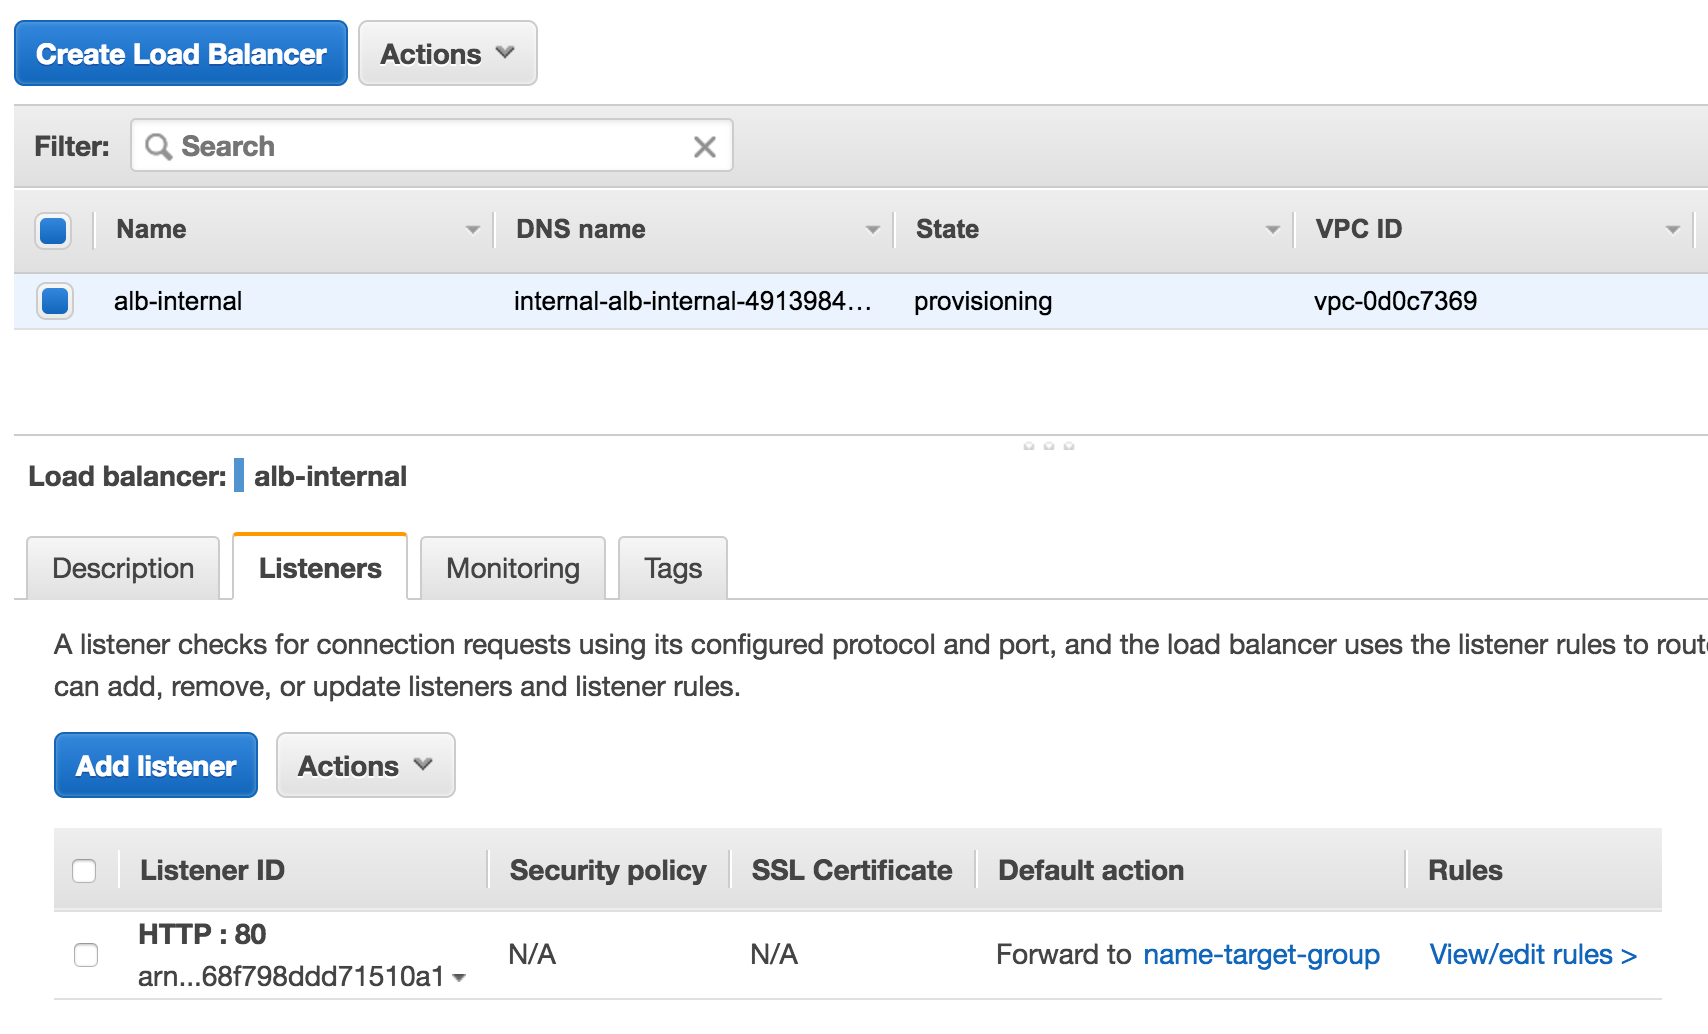 Create Load Balancer Actions
Filter: Search
Name DNS name State VPC ID
alb-internal internal-alb-internal-4913984... provisioning vpc-0d0c7369
Load balancer: alb-internal
Description Listeners Monitoring Tags
A listener checks for connection requests using its configured protocol and port, and the load balancer uses the listener rules to
can add, remove, or update listeners and listener rules.
Add listener Actions
Listener ID Security policy SSL Certificate Default action Rules
HTTP : 80
arn...68f798ddd71510a1 N/A N/A Forward to name-target-group View/edit rules >